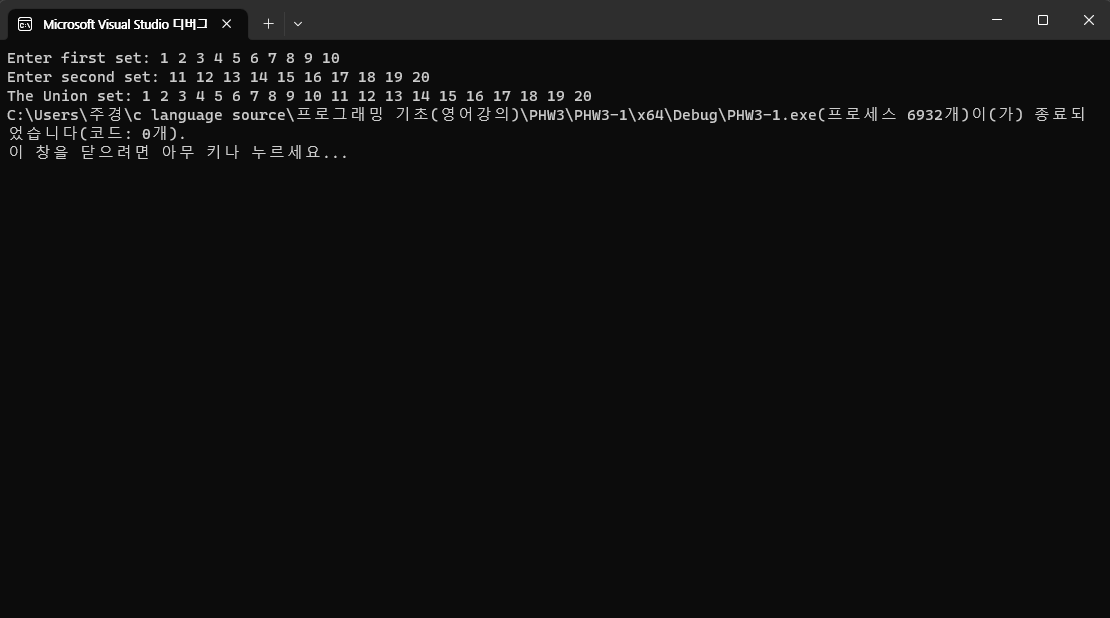 Microsoft Visual Studio 디버그
Enter first set: 1 2 3 4 5 6 7 8 9 10
Enter second set: 11 12 13 14 15 16 17 18 19 20
The Union set: 1 2 3 4 5 6 7 8 9 10 11 12 13 14 15 16 17 18 19 20
C:\Users\주경\c language source\프로그래밍 기초(영어강의)\PHW3\PHW3-1\x64\Debug\PHW3-1.exe(프로세스 6932개)이(가) 종료되
었습니다(코드: 0개).
이 창을 닫으려면 아무 키나 누르세요...